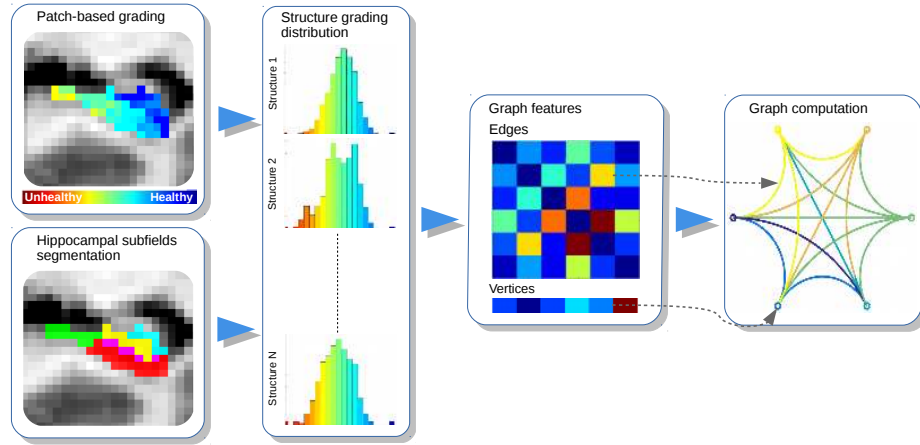 Patch-based grading
Unhealthy Healthy
Hippocampal subfields
segmentation
Structure grading
distribution
Structure 1
Structure 2
Structure N
Graph features
Edges
Vertices
Graph computation